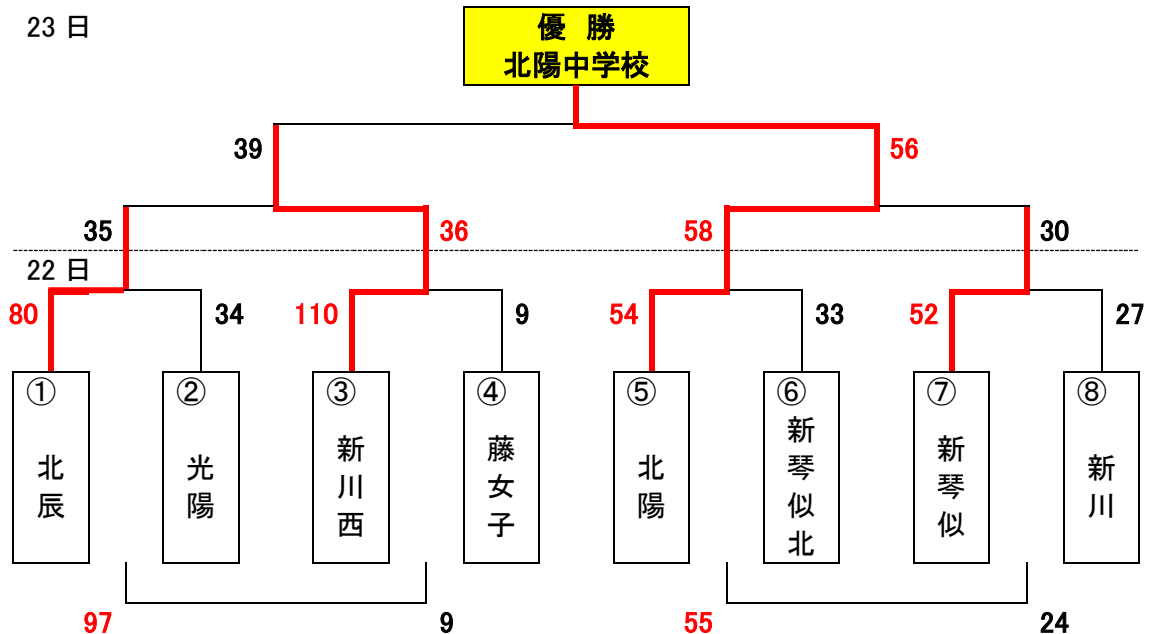 23 日
優 勝
北陽中学校
39
56
35
36
58
30
22 日
80
34
110
9
54
33
52
27
①
②
③
④
⑤
⑥
⑦
⑧
北辰
光陽
新川西
藤女子
北陽
新琴似北
新琴似
新川
97
9
55
24